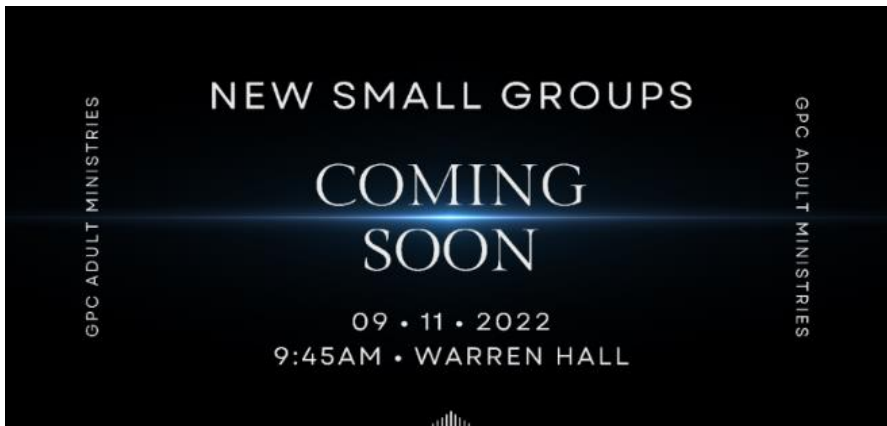 NEW SMALL GROUPS
GPC ADULT MINISTRIES
GPC ADULT MINISTRIES
COMING
SOON
09 • 11 • 2022
9:45AM • WARREN HALL